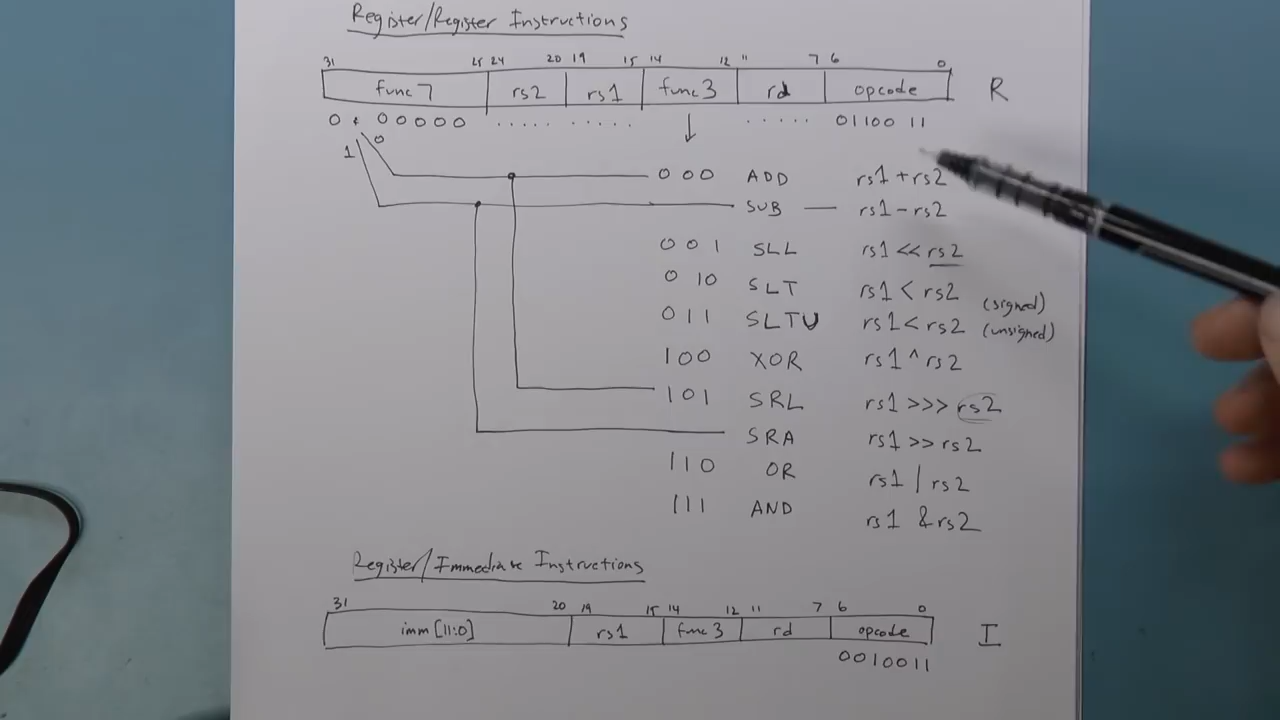 Register/Register Instructions
31 25 24 20 19 15 14 12 11 7 6 0
func7 rs2 rs1 func3 rd opcode R
0 . 0 0 0 0 0 ..... ..... ..... 0110011
1 0
000 ADD rs1 + rs2
SUB — rs1 - rs2
001 SLL rs1 << rs2
010 SLT rs1 < rs2 (signed)
011 SLTU rs1 < rs2 (unsigned)
100 XOR rs1 ^ rs2
101 SRL rs1 >>> rs2
SRA rs1 >> rs2
110 OR rs1 | rs2
111 AND rs1 & rs2
Register/Immediate Instructions
31 20 19 15 14 12 11 7 6 0
imm [11:0] rs1 func3 rd opcode I
0010011